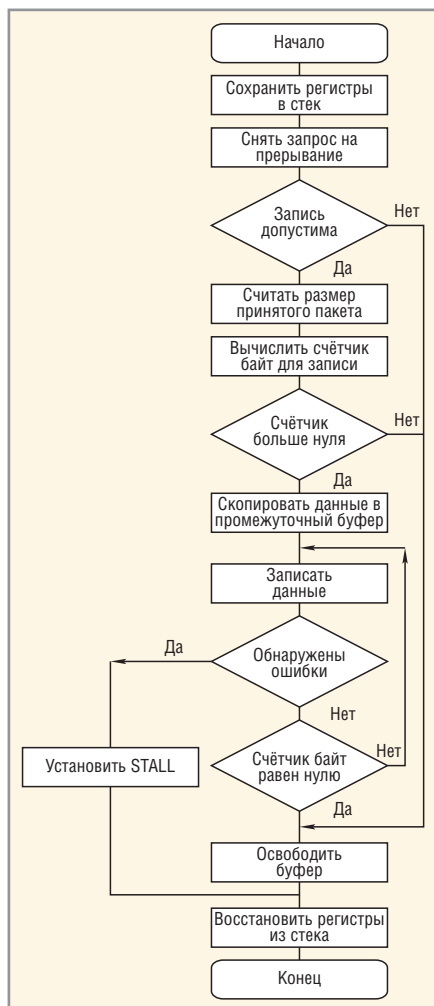 Начало
Сохранить регистры
в стек
Снять запрос на
прерывание
Запись
допустима
Нет
Да
Считать размер
принятого пакета
Вычислить счётчик
байт для записи
Счётчик
больше нуля
Нет
Да
Скопировать данные в
промежуточный буфер
Записать
данные
Да
Обнаружены
ошибки
Нет
Установить STALL
Счётчик байт
равен нулю
Нет
Да
Освободить
буфер
Восстановить регистры
из стека
Конец